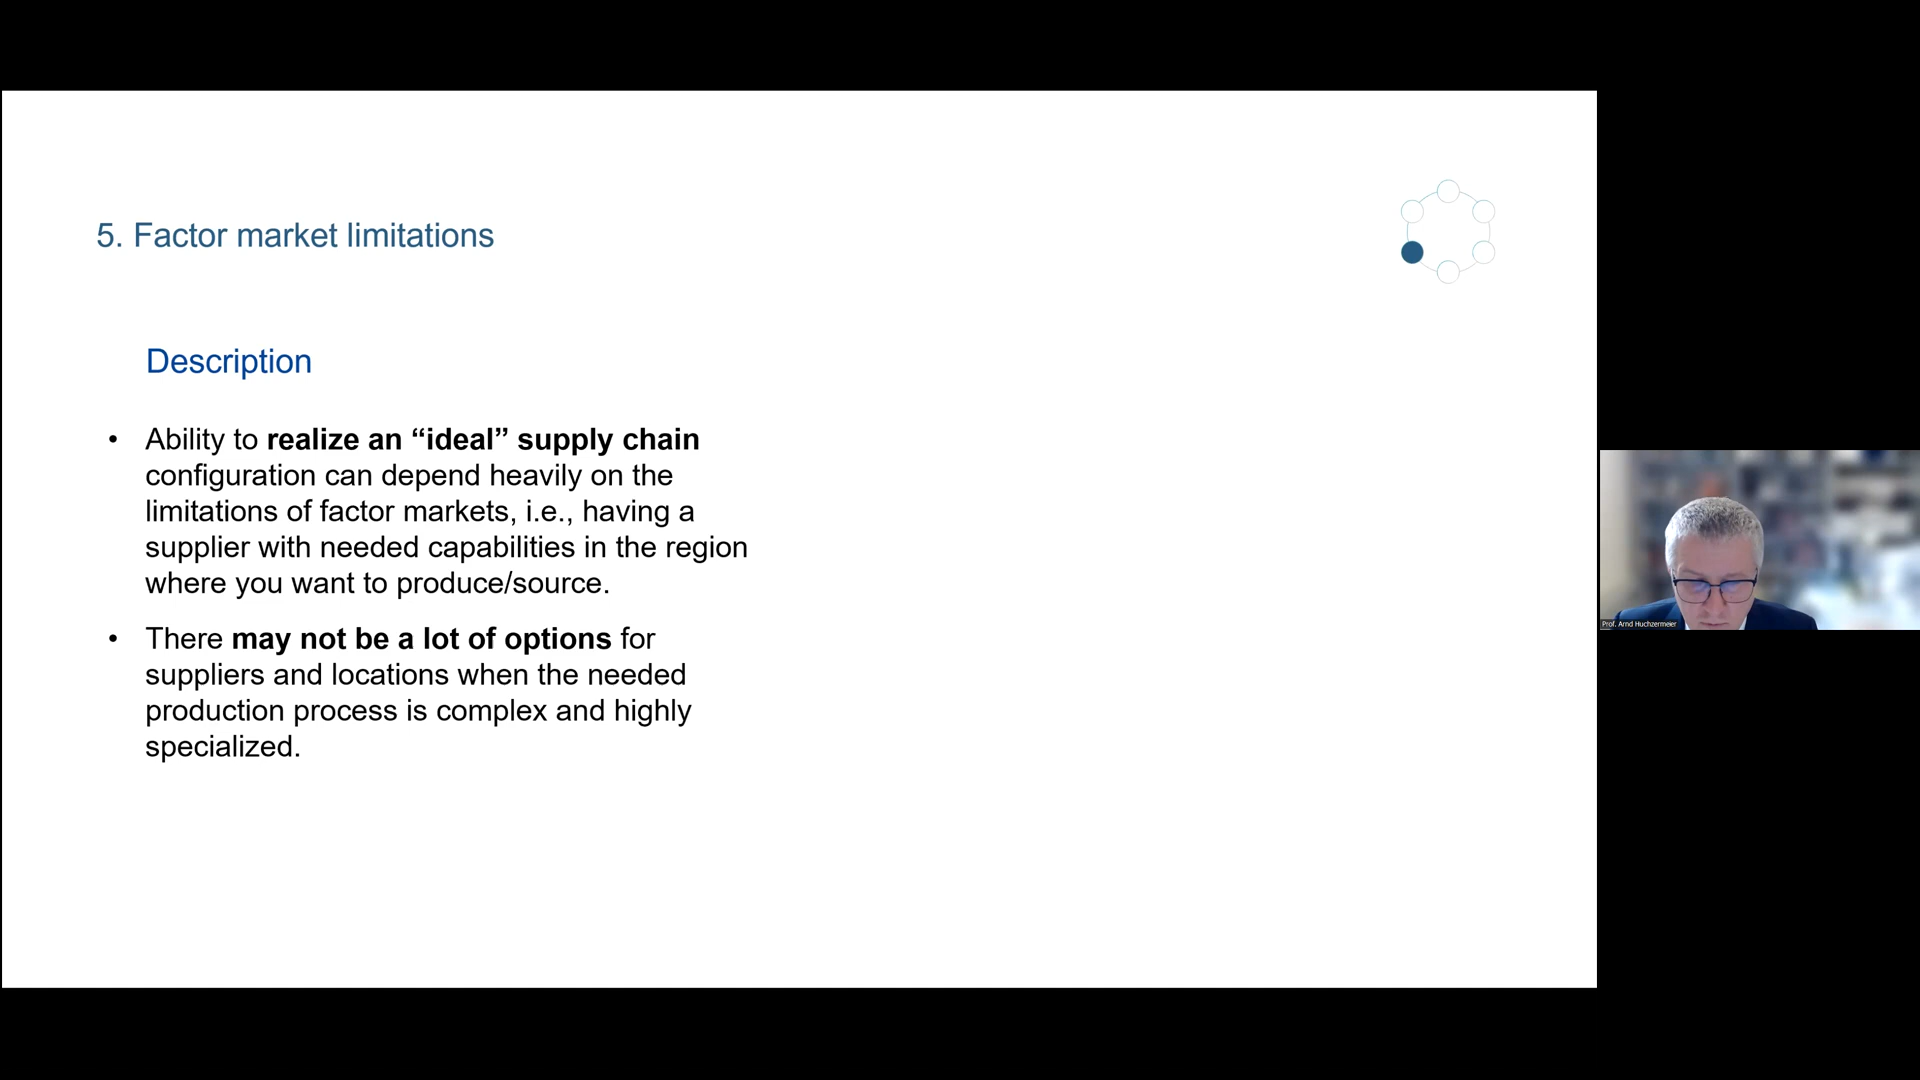 5. Factor market limitations
Description
• Ability to realize an “ideal” supply chain
configuration can depend heavily on the
limitations of factor markets, i.e., having a
supplier with needed capabilities in the region
where you want to produce/source.
• There may not be a lot of options for
suppliers and locations when the needed
production process is complex and highly
specialized.
Prof. Arnd Huchzermeier